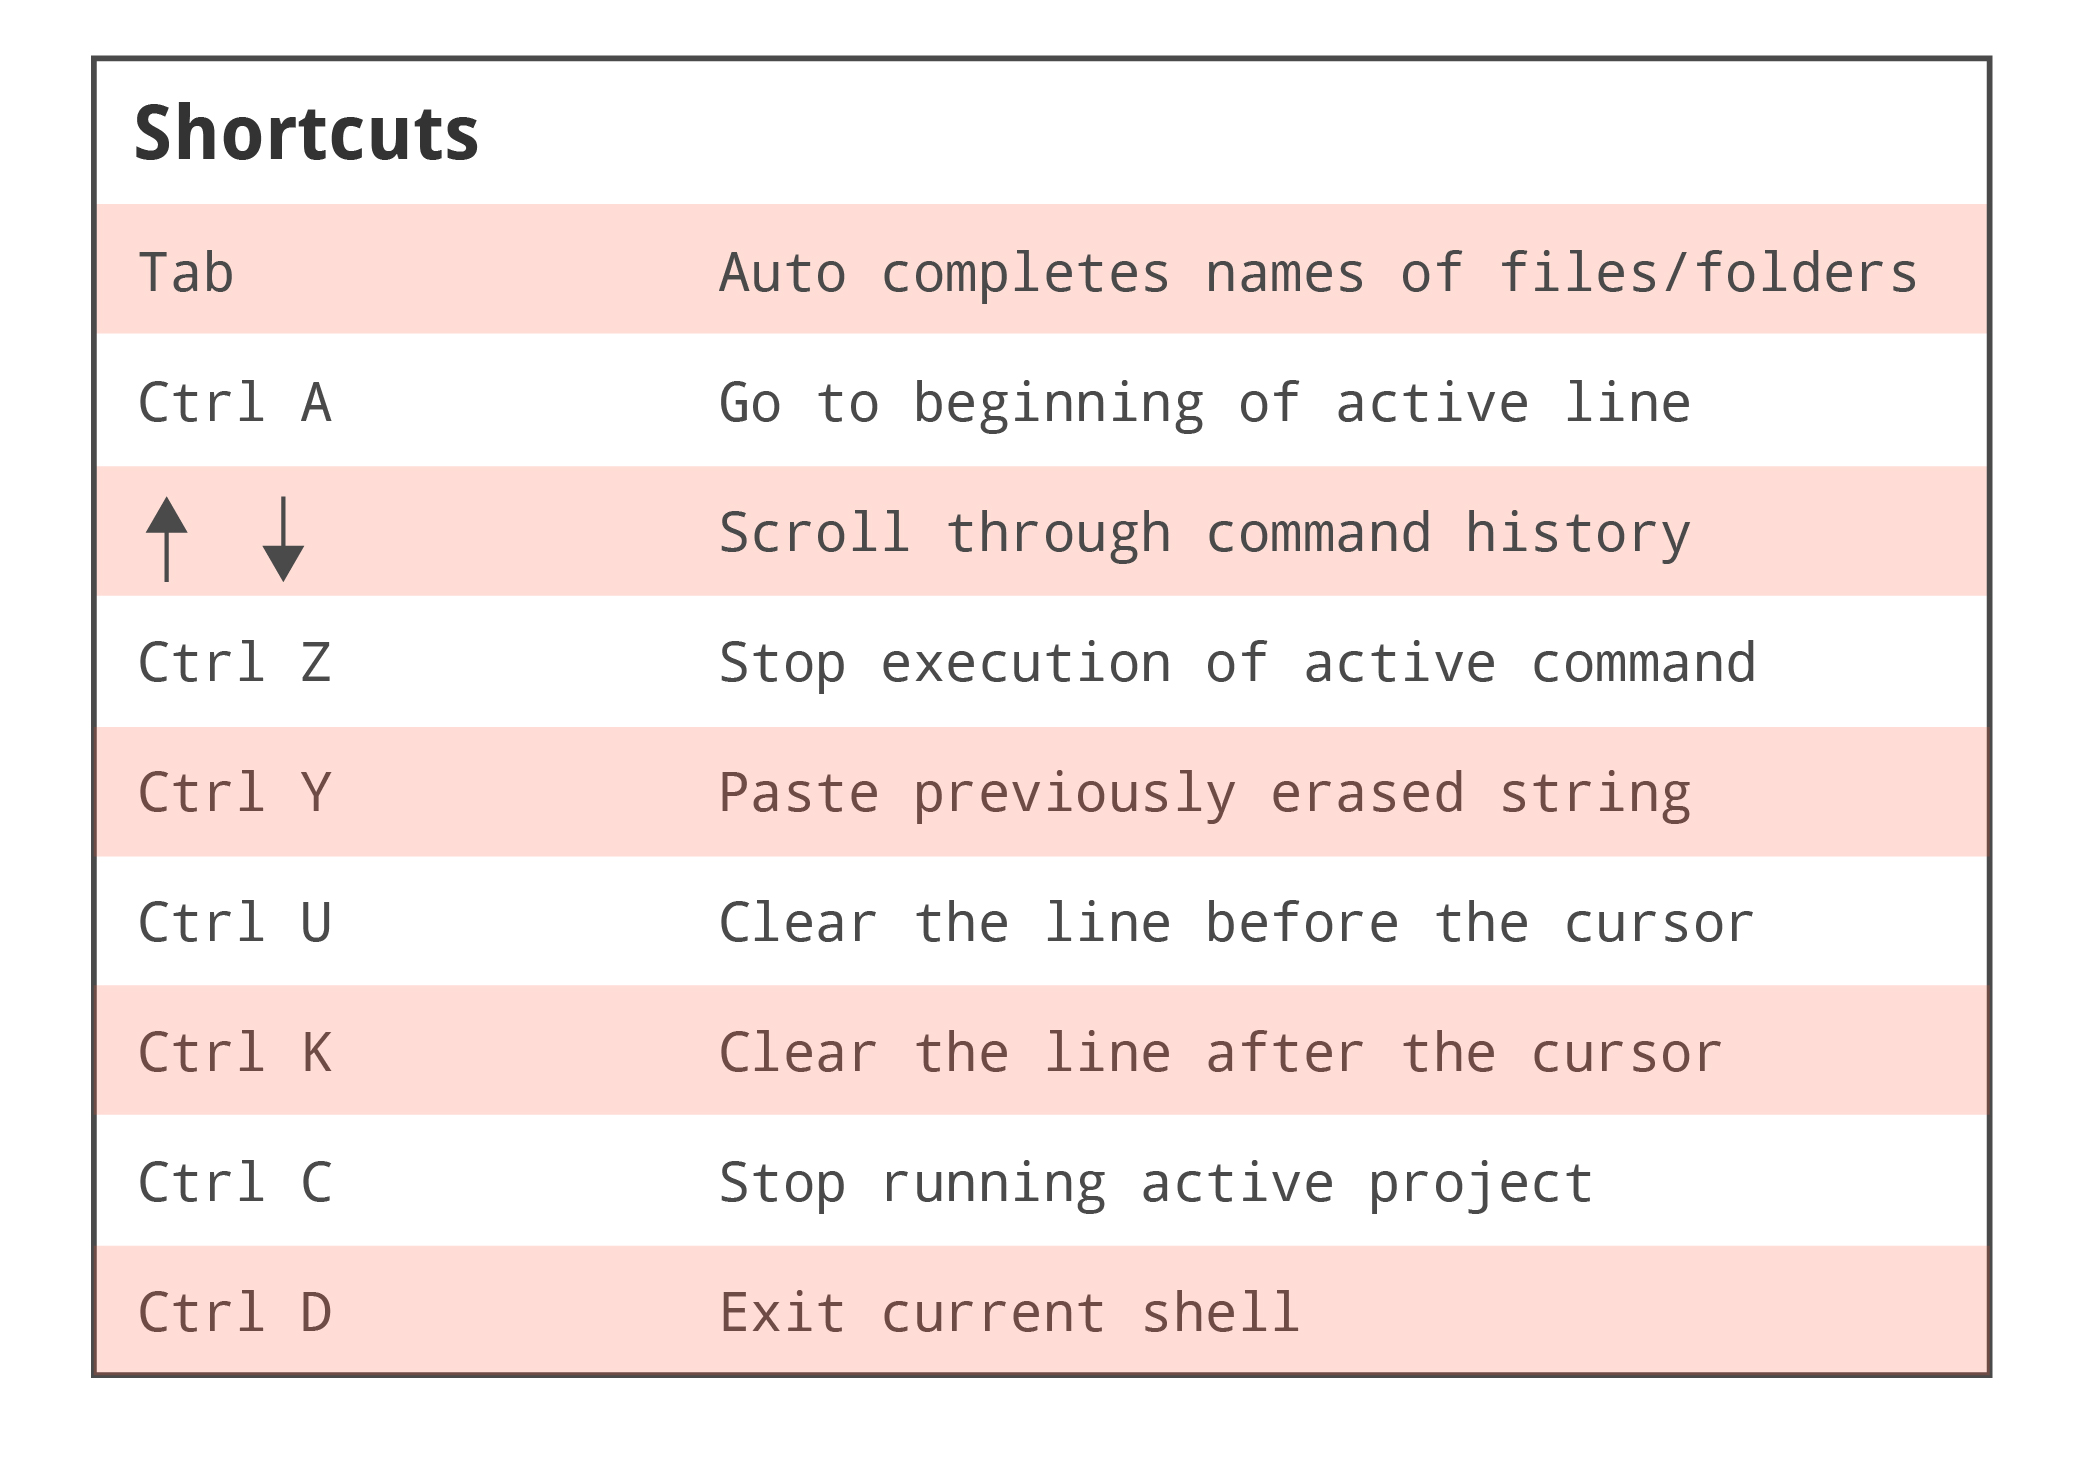 Shortcuts
Tab Auto completes names of files/folders
Ctrl A Go to beginning of active line
↑ ↓ Scroll through command history
Ctrl Z Stop execution of active command
Ctrl Y Paste previously erased string
Ctrl U Clear the line before the cursor
Ctrl K Clear the line after the cursor
Ctrl C Stop running active project
Ctrl D Exit current shell